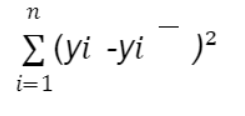 n
∑ (yi -yi ¯ )²
i=1